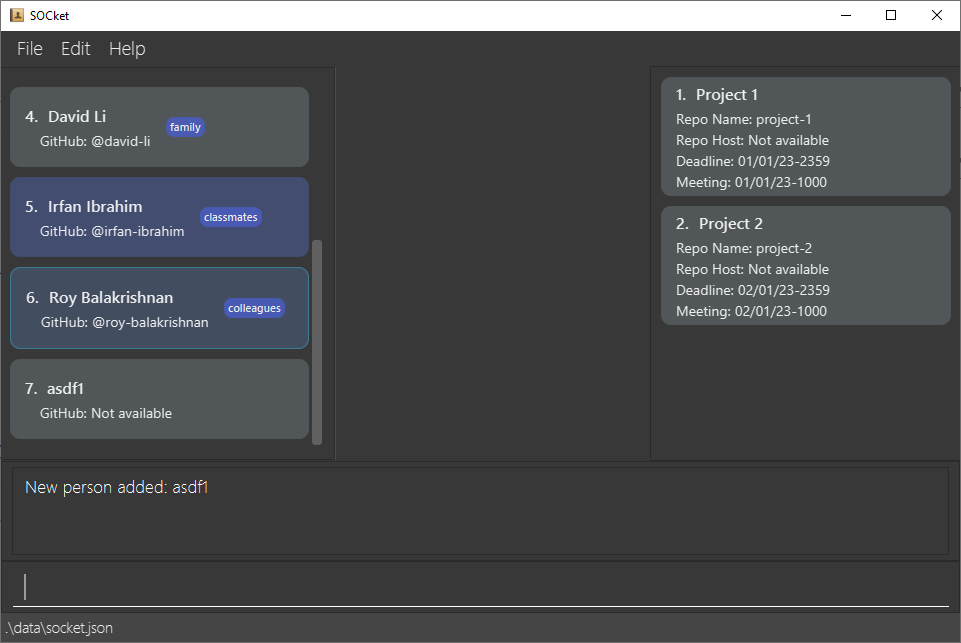 SOCket
File Edit Help
4. David Li
GitHub: @david-li
family
5. Irfan Ibrahim
GitHub: @irfan-ibrahim
classmates
6. Roy Balakrishnan
GitHub: @roy-balakrishnan
colleagues
7. asdf1
GitHub: Not available
1. Project 1
Repo Name: project-1
Repo Host: Not available
Deadline: 01/01/23-2359
Meeting: 01/01/23-1000
2. Project 2
Repo Name: project-2
Repo Host: Not available
Deadline: 02/01/23-2359
Meeting: 02/01/23-1000
New person added: asdf1
.\data\socket.json